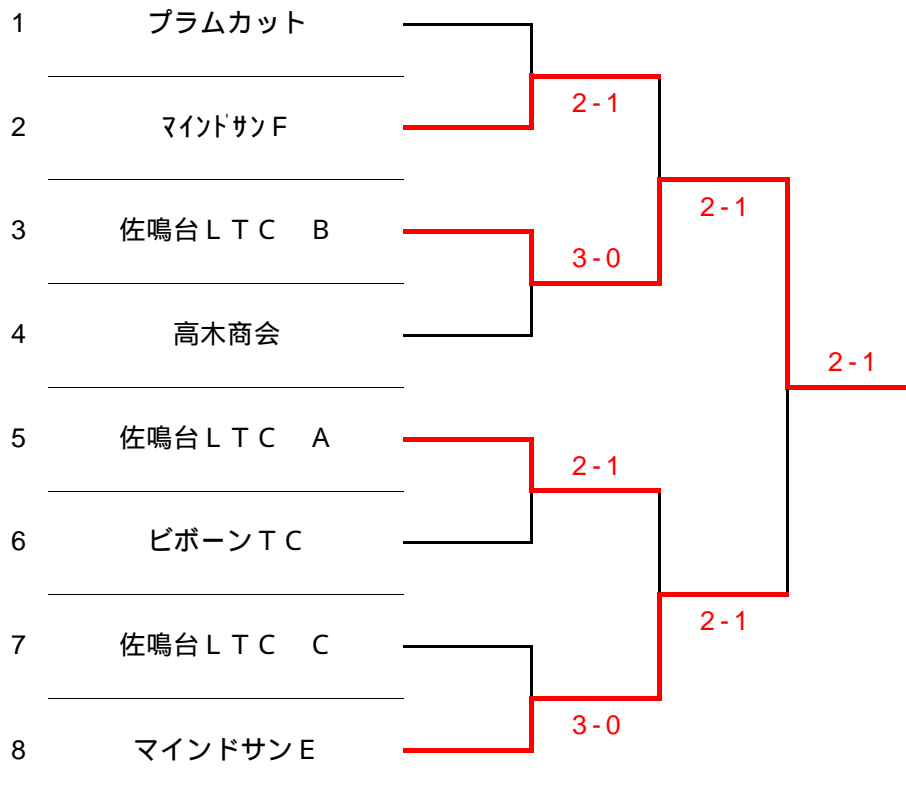 1 プラムカット
2-1
2 ﾏｲﾝﾄﾞｻﾝＦ
2-1
3 佐鳴台ＬＴＣ　Ｂ
3-0
4 高木商会
2-1
5 佐鳴台ＬＴＣ　Ａ
2-1
6 ビボーンＴＣ
2-1
7 佐鳴台ＬＴＣ　Ｃ
3-0
8 マインドサンＥ